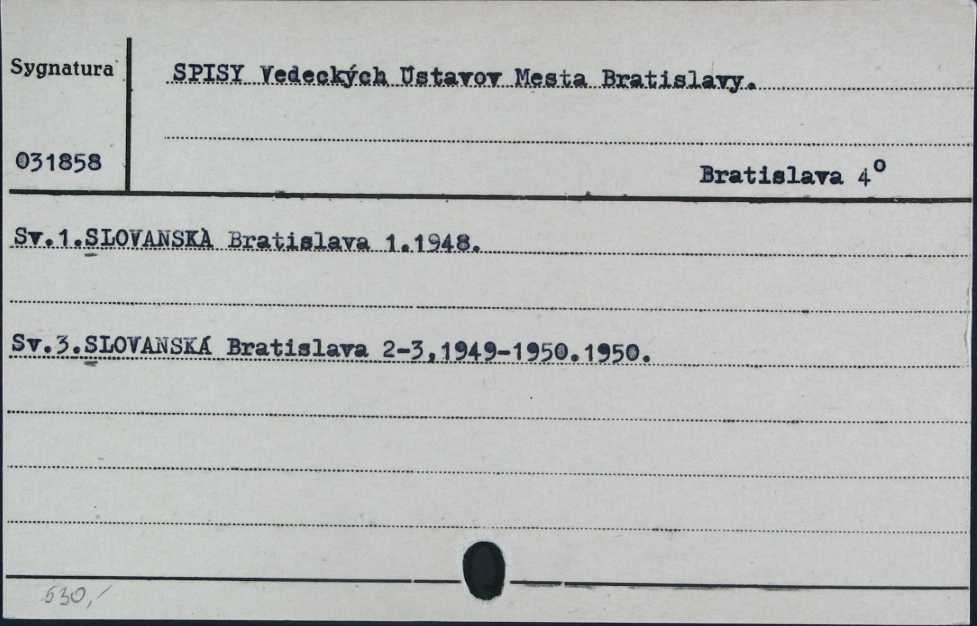 Sygnatura
SPISY Vedeckých Ústavov Mesta Bratislavy.
031858
Bratislava 4°
Sv.1.SLOVANSKÁ Bratislava 1.1948.
Sv.3.SLOVANSKÁ Bratislava 2-3,1949-1950.1950.
530,/